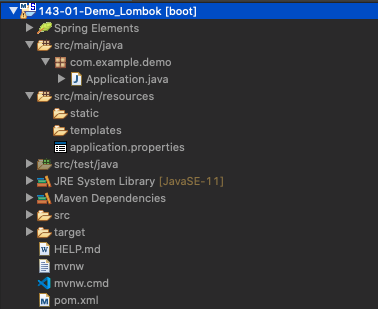 143-01-Demo_Lombok [boot]
Spring Elements
src/main/java
com.example.demo
Application.java
src/main/resources
static
templates
application.properties
src/test/java
JRE System Library [JavaSE-11]
Maven Dependencies
src
target
HELP.md
mvnw
mvnw.cmd
pom.xml